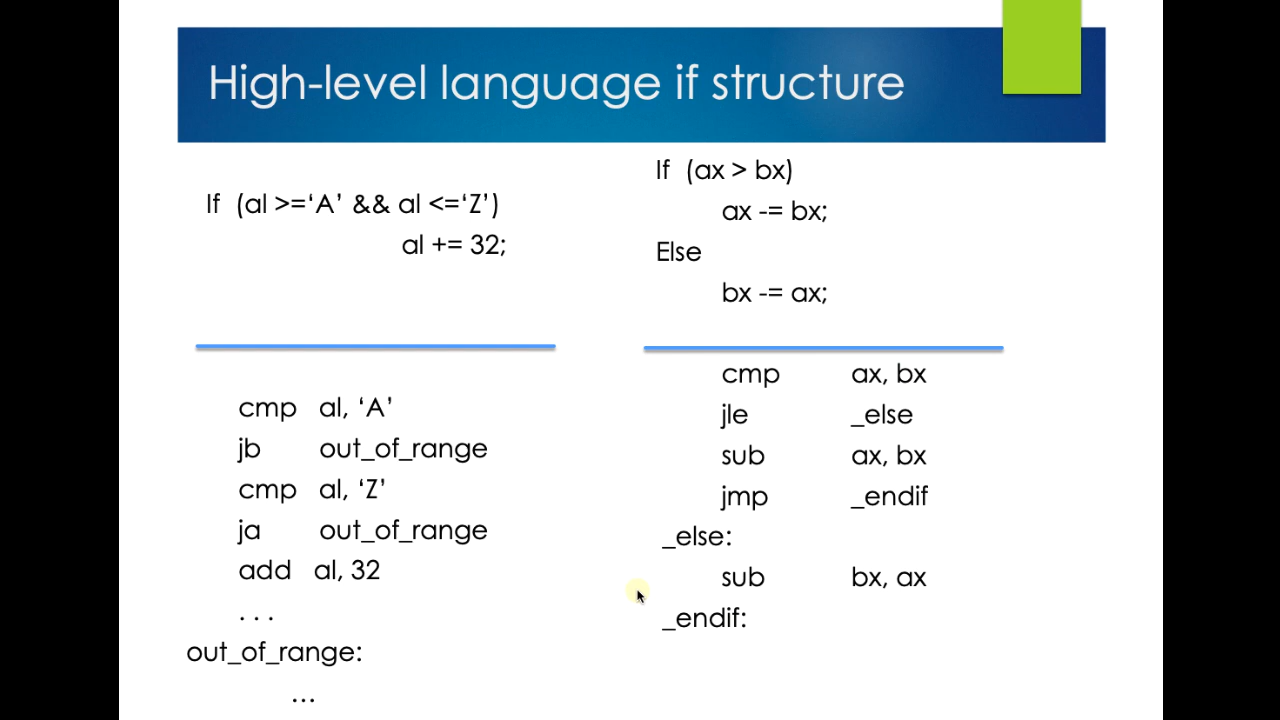 High-level language if structure
If (al >=‘A’ && al <=‘Z’)
al += 32;
cmp al, ‘A’
jb out_of_range
cmp al, ‘Z’
ja out_of_range
add al, 32
. . .
out_of_range:
...
If (ax > bx)
ax -= bx;
Else
bx -= ax;
cmp ax, bx
jle _else
sub ax, bx
jmp _endif
_else:
sub bx, ax
_endif: